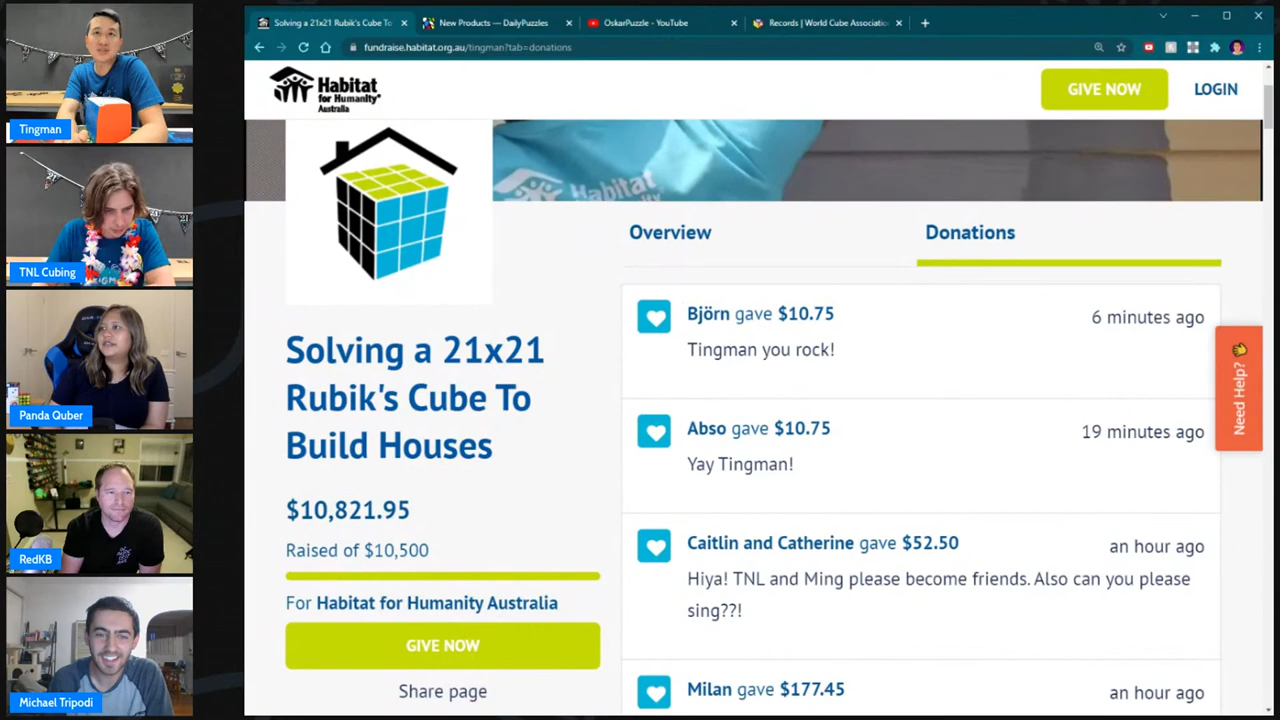 Tingman
TNL Cubing
Panda Quber
RedKB
Michael Tripodi
Solving a 21x21 Rubik's Cube To
New Products — DailyPuzzles
OskarPuzzle - YouTube
Records | World Cube Associatio
fundraise.habitat.org.au/tingman?tab=donations
Habitat
for Humanity®
Australia
GIVE NOW
LOGIN
Habitat
Solving a 21x21
Rubik's Cube To
Build Houses
$10,821.95
Raised of $10,500
For Habitat for Humanity Australia
GIVE NOW
Share page
Overview
Donations
Björn gave $10.75
6 minutes ago
Tingman you rock!
Abso gave $10.75
19 minutes ago
Yay Tingman!
Caitlin and Catherine gave $52.50
an hour ago
Hiya! TNL and Ming please become friends. Also can you please
sing??!
Milan gave $177.45
an hour ago
Need Help?